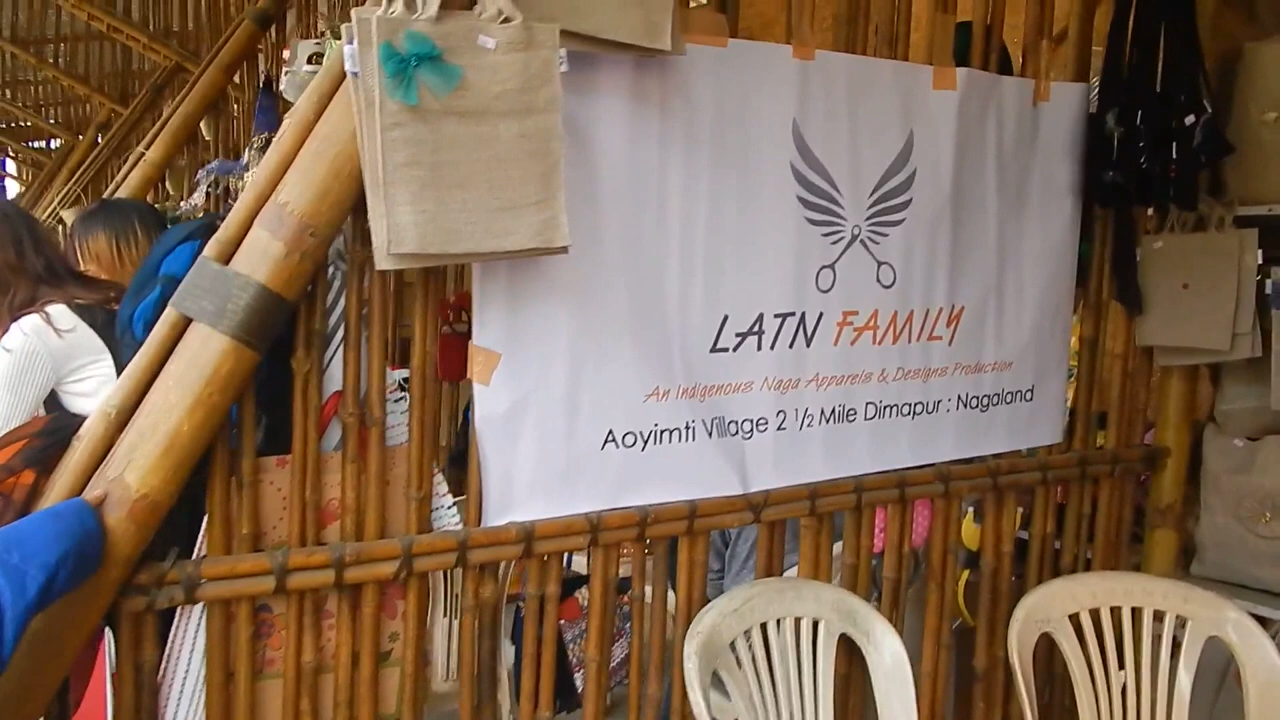 LATN FAMILY
An Indigenous Naga Apparels & Designs Production
Aoyimti Village 2 ½ Mile Dimapur : Nagaland